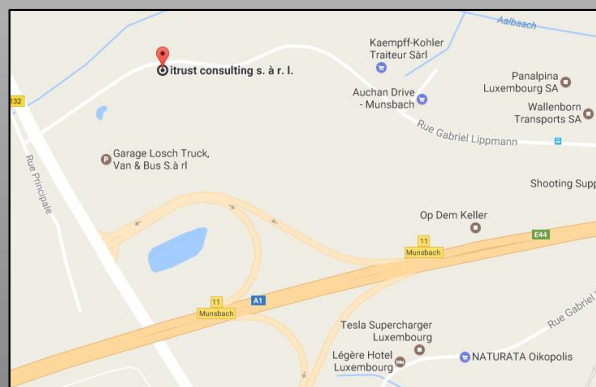 Aalbaach
Kaempff-Kohler
Traiteur Sàrl
itrust consulting s. à r. l.
Panalpina
Luxembourg SA
Auchan Drive
- Munsbach
132
Wallenborn
Transports SA
Rue Gabriel Lippmann
Garage Losch Truck,
Van & Bus S.à rl
Rue Principale
Shooting Supp
Op Dem Keller
E44
11
Munsbach
11
A1
Munsbach
Rue Gabriel
Tesla Supercharger
Luxembourg
Légère Hotel
Luxembourg
NATURATA Oikopolis